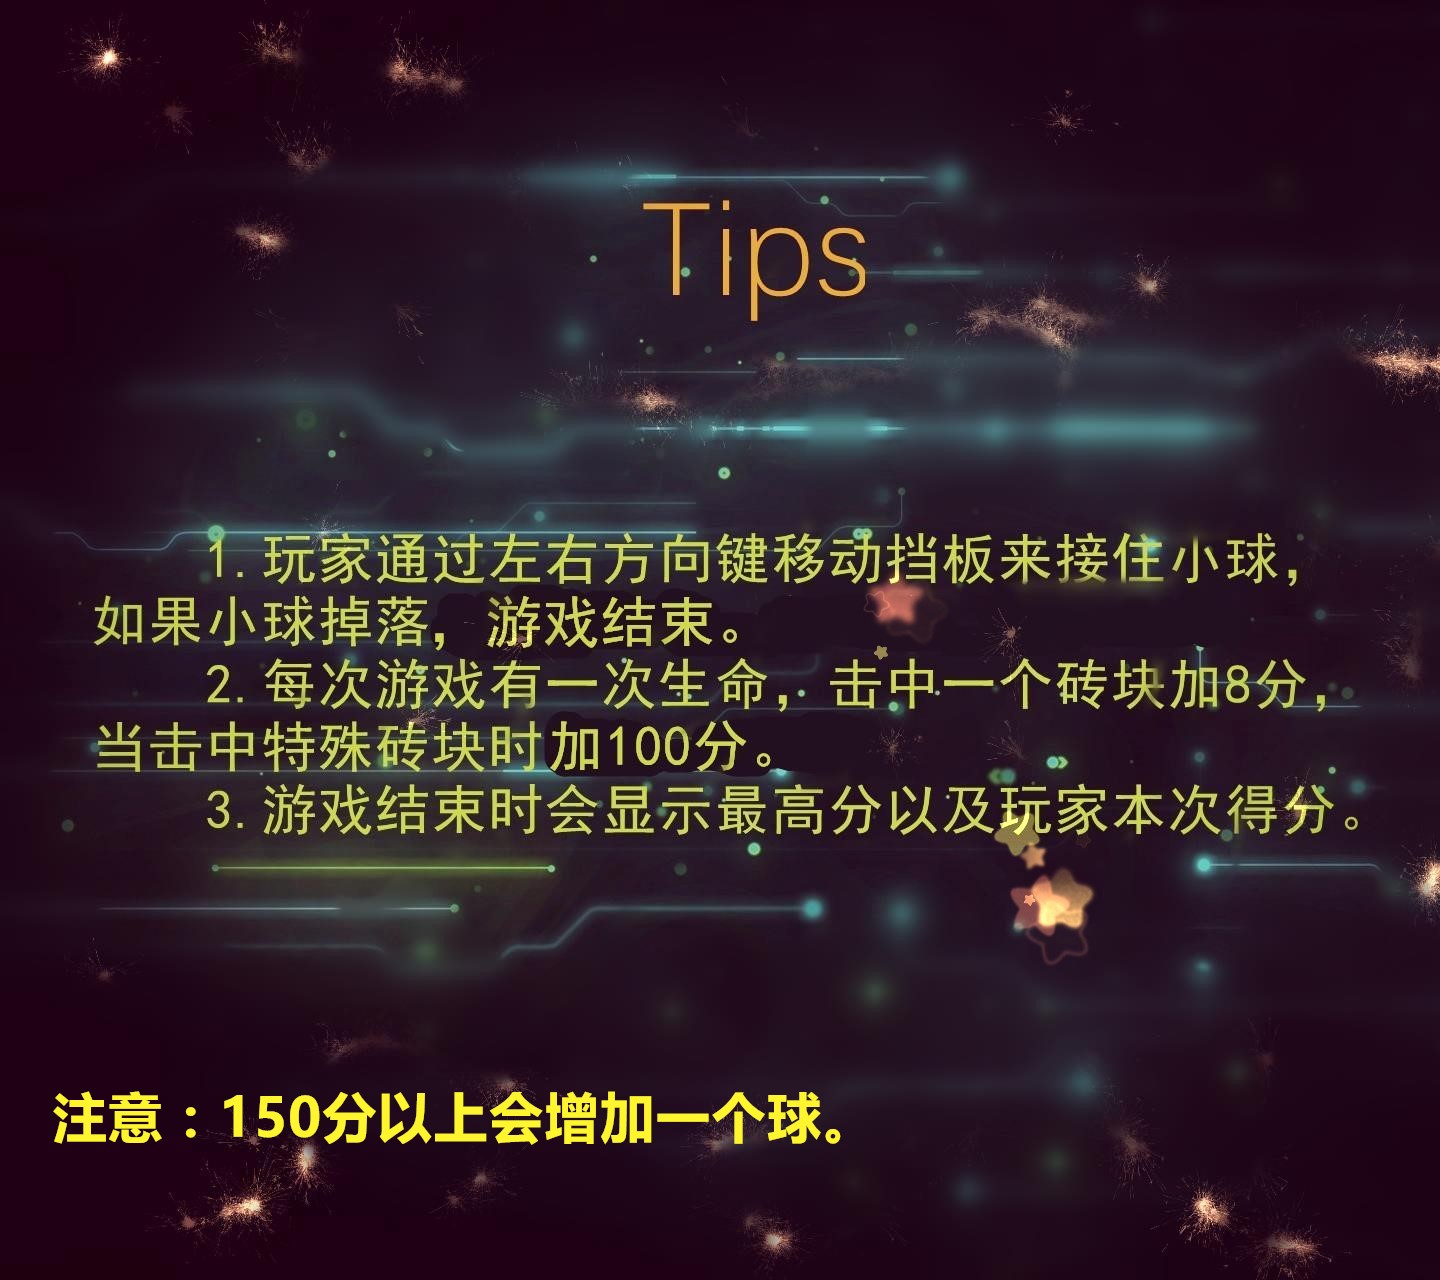 Tips
1.玩家通过左右方向键移动挡板来接住小球，
如果小球掉落，游戏结束。
2.每次游戏有一次生命，击中一个砖块加8分，
当击中特殊砖块时加100分。
3.游戏结束时会显示最高分以及玩家本次得分。
注意：150分以上会增加一个球。